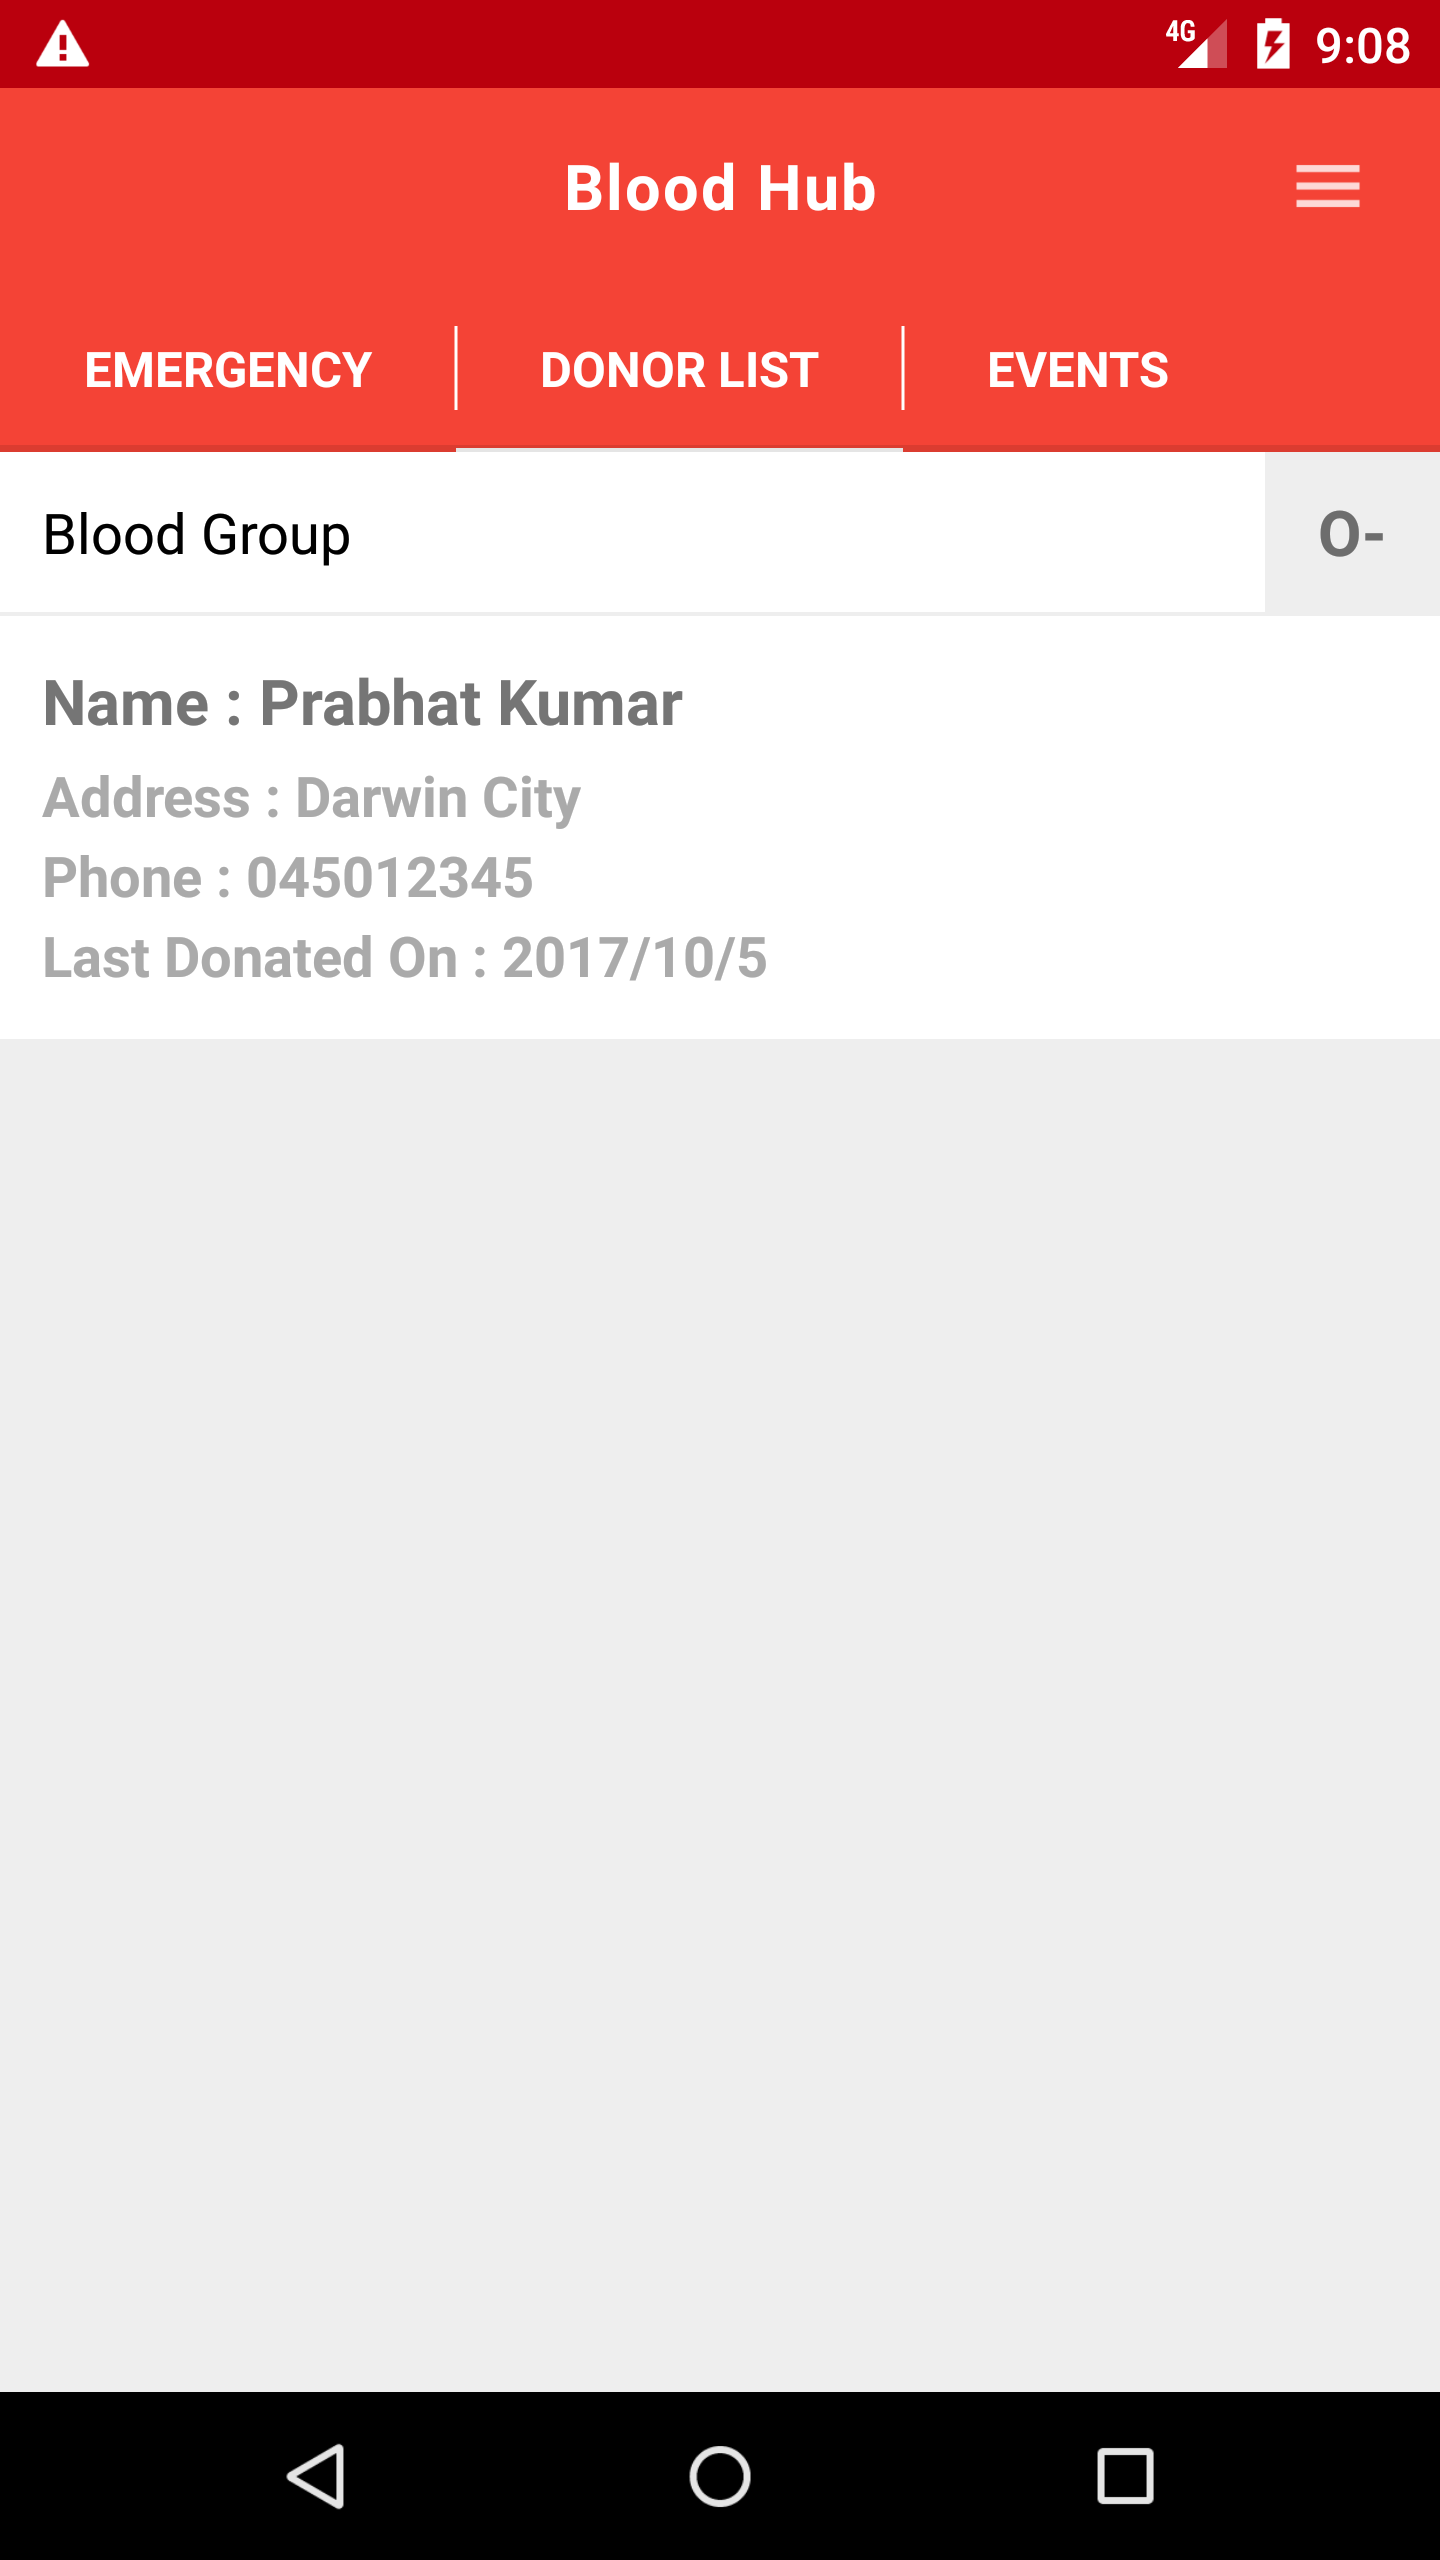 4G 9:08
Blood Hub
EMERGENCY DONOR LIST EVENTS
Blood Group O-
Name : Prabhat Kumar
Address : Darwin City
Phone : 045012345
Last Donated On : 2017/10/5